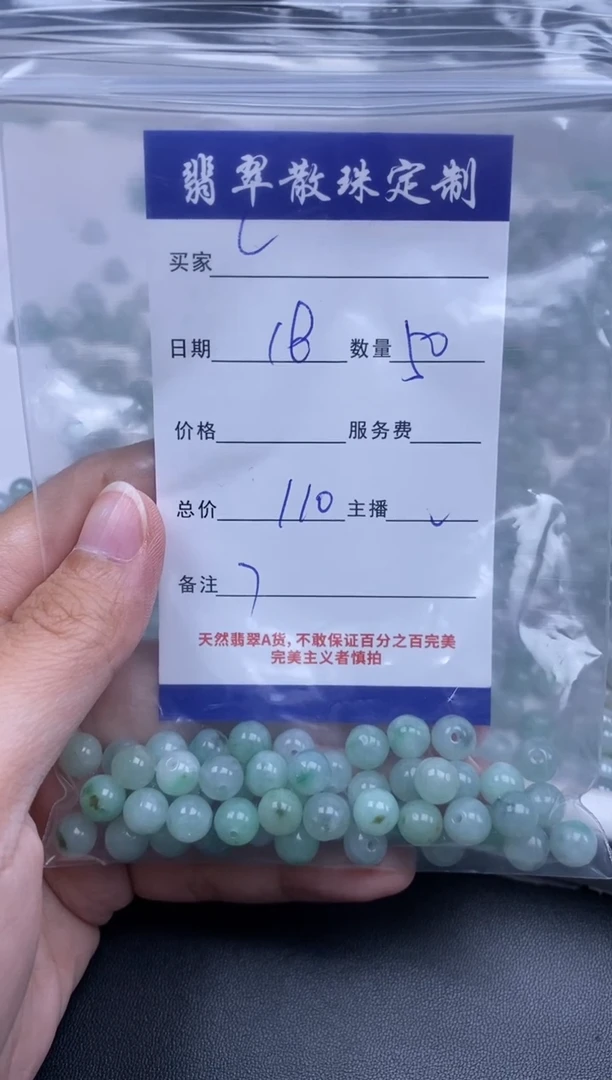 翡翠散珠定制
买家
日期 18 数量 50
价格 服务费
总价 110 主播
备注
天然翡翠A货，不敢保证百分之百完美
完美主义者慎拍